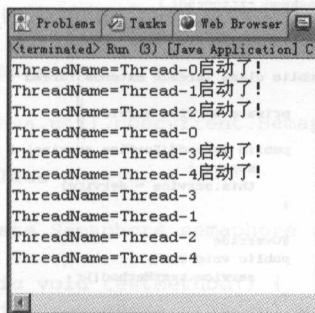 Problems Tasks Web Browser
<terminated> Run (3) [Java Application] C
ThreadName=Thread-0启动了!
ThreadName=Thread-1启动了!
ThreadName=Thread-2启动了!
ThreadName=Thread-0
ThreadName=Thread-3启动了!
ThreadName=Thread-4启动了!
ThreadName=Thread-3
ThreadName=Thread-1
ThreadName=Thread-2
ThreadName=Thread-4